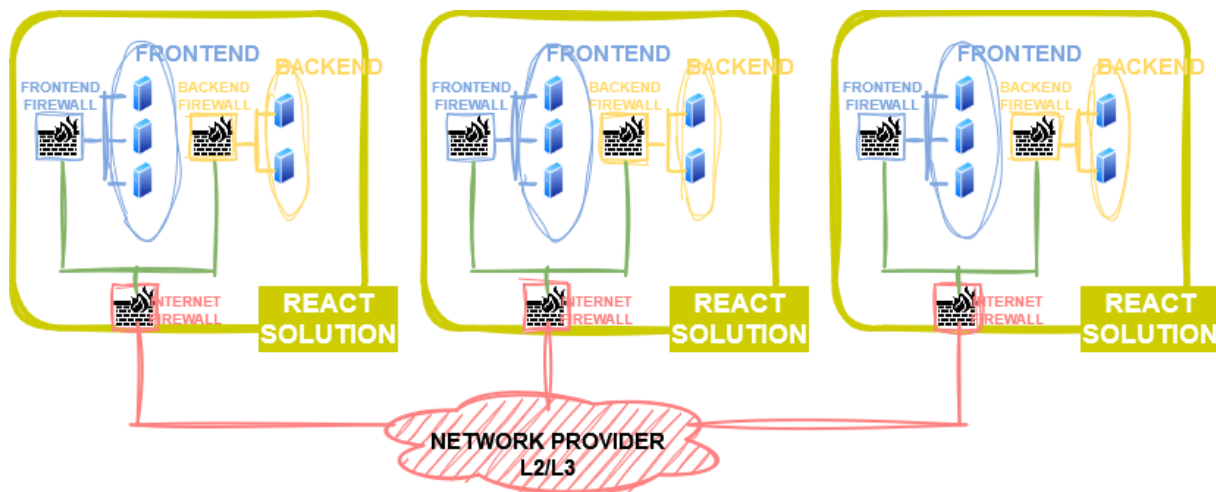 FRONTEND
BACKEND
FRONTEND
FIREWALL
BACKEND
FIREWALL
INTERNET
FIREWALL
REACT
SOLUTION
FRONTEND
BACKEND
FRONTEND
FIREWALL
BACKEND
FIREWALL
INTERNET
FIREWALL
REACT
SOLUTION
FRONTEND
BACKEND
FRONTEND
FIREWALL
BACKEND
FIREWALL
INTERNET
FIREWALL
REACT
SOLUTION
NETWORK PROVIDER
L2/L3